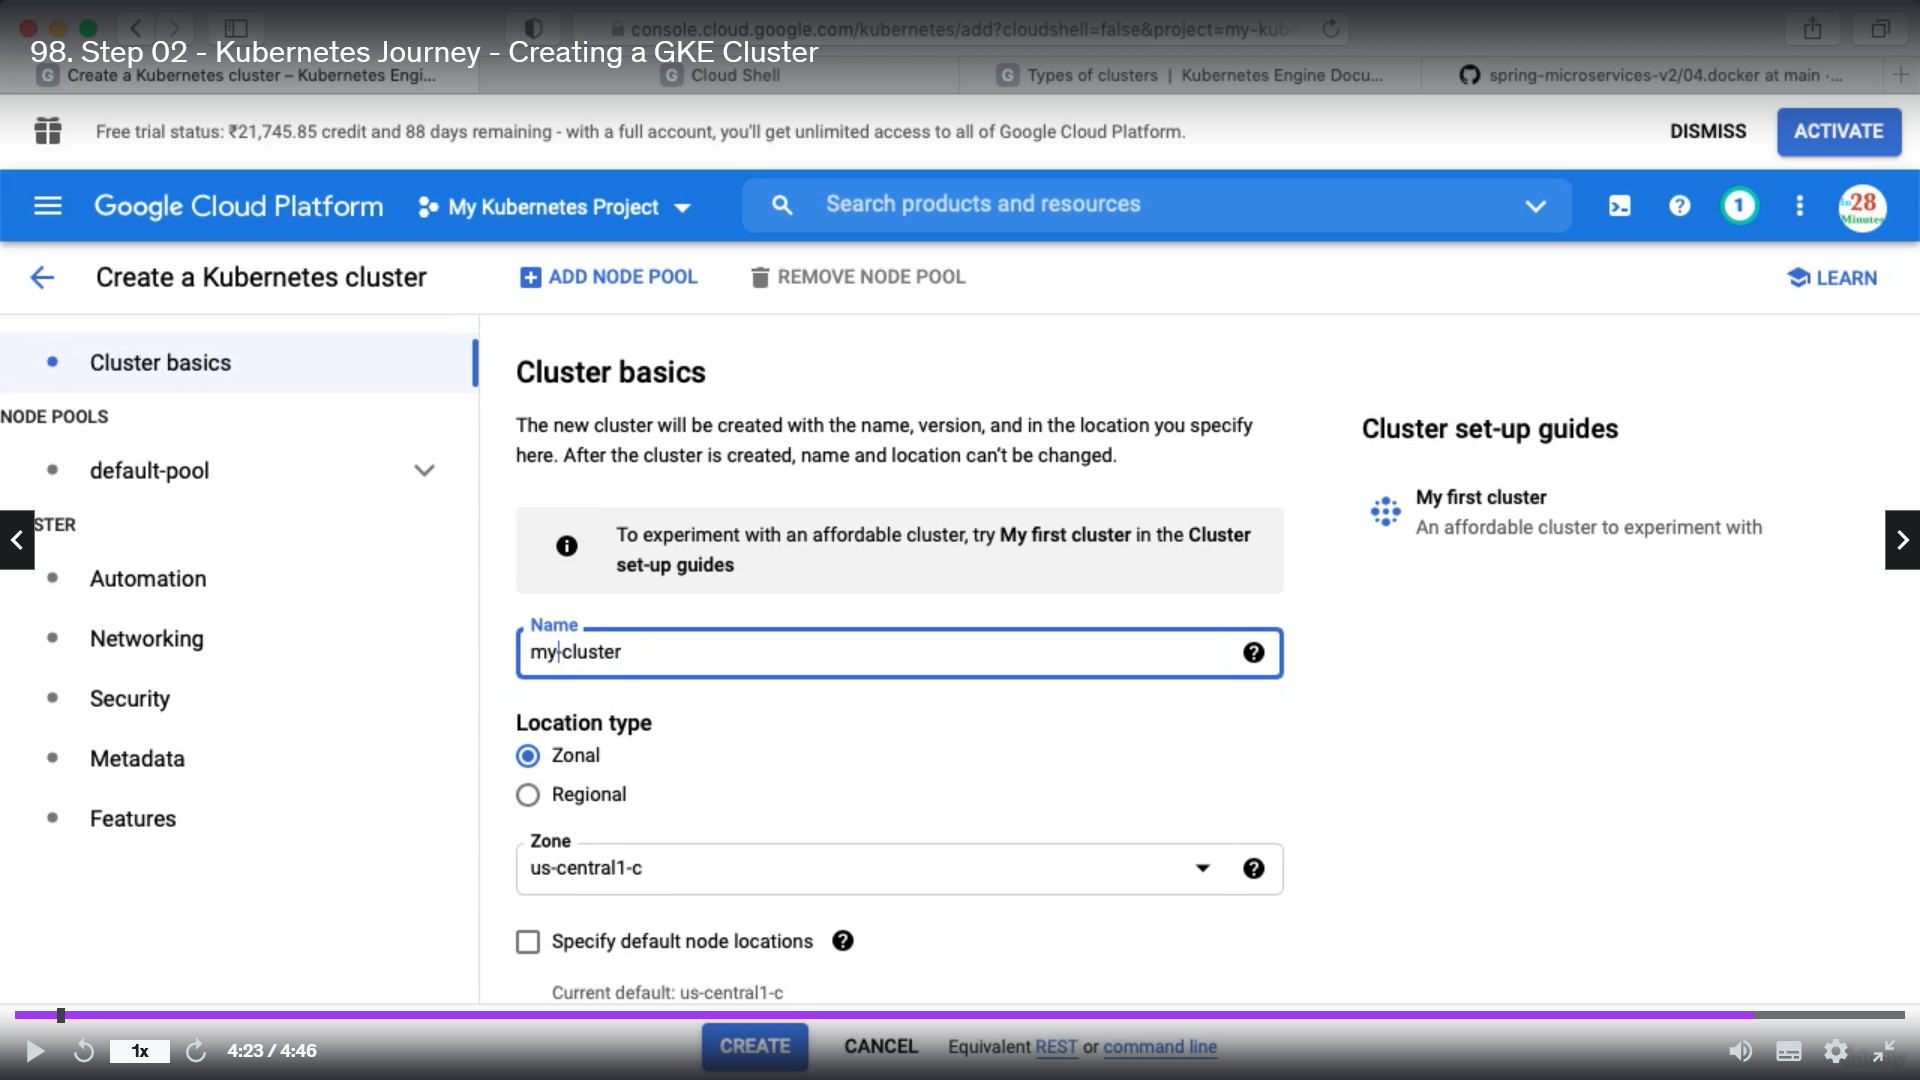 console.cloud.google.com/kubernetes/add?cloudshell=false&project=my-kube
98. Step 02 - Kubernetes Journey - Creating a GKE Cluster
Create a Kubernetes cluster – Kubernetes Engi...
Cloud Shell
Types of clusters | Kubernetes Engine Docu...
spring-microservices-v2/04.docker at main ·...
Free trial status: ₹21,745.85 credit and 88 days remaining - with a full account, you'll get unlimited access to all of Google Cloud Platform.
DISMISS
ACTIVATE
Google Cloud Platform
My Kubernetes Project
Search products and resources
1
in 28
Minutes
Create a Kubernetes cluster
ADD NODE POOL
REMOVE NODE POOL
LEARN
Cluster basics
NODE POOLS
default-pool
STER
Automation
Networking
Security
Metadata
Features
Cluster basics
The new cluster will be created with the name, version, and in the location you specify
here. After the cluster is created, name and location can't be changed.
To experiment with an affordable cluster, try My first cluster in the Cluster
set-up guides
Name
my-cluster
Location type
Zonal
Regional
Zone
us-central1-c
Specify default node locations
Current default: us-central1-c
Cluster set-up guides
My first cluster
An affordable cluster to experiment with
CREATE
CANCEL
Equivalent REST or command line
1x
4:23 / 4:46